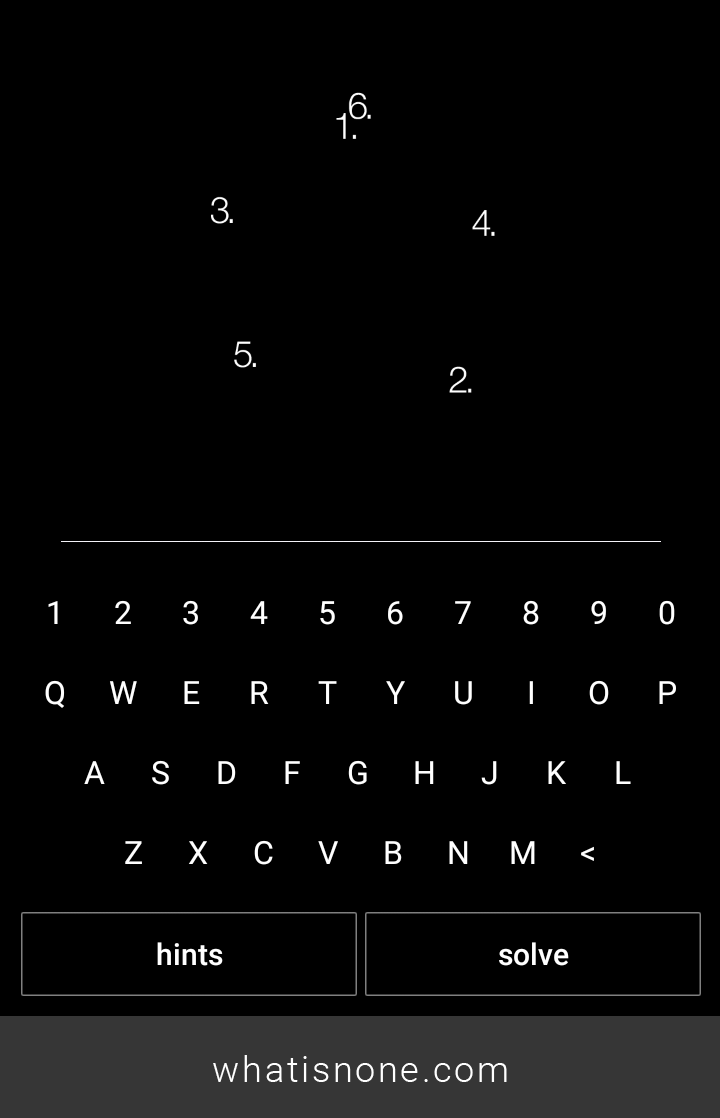 6.
1.
3.
4.
5.
2.
1 2 3 4 5 6 7 8 9 0
Q W E R T Y U I O P
A S D F G H J K L
Z X C V B N M <
hints
solve
whatisnone.com